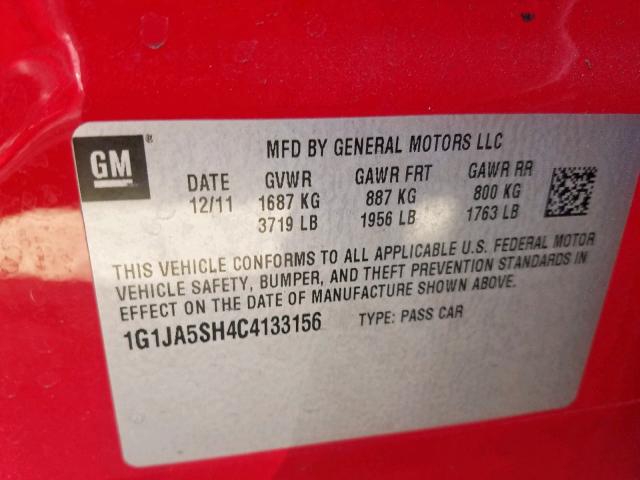 GM ®
MFD BY GENERAL MOTORS LLC
DATE GVWR GAWR FRT GAWR RR
12/11 1687 KG 887 KG 800 KG
3719 LB 1956 LB 1763 LB
THIS VEHICLE CONFORMS TO ALL APPLICABLE U.S. FEDERAL MOTOR
VEHICLE SAFETY, BUMPER, AND THEFT PREVENTION STANDARDS IN
EFFECT ON THE DATE OF MANUFACTURE SHOWN ABOVE.
1G1JA5SH4C4133156 TYPE: PASS CAR